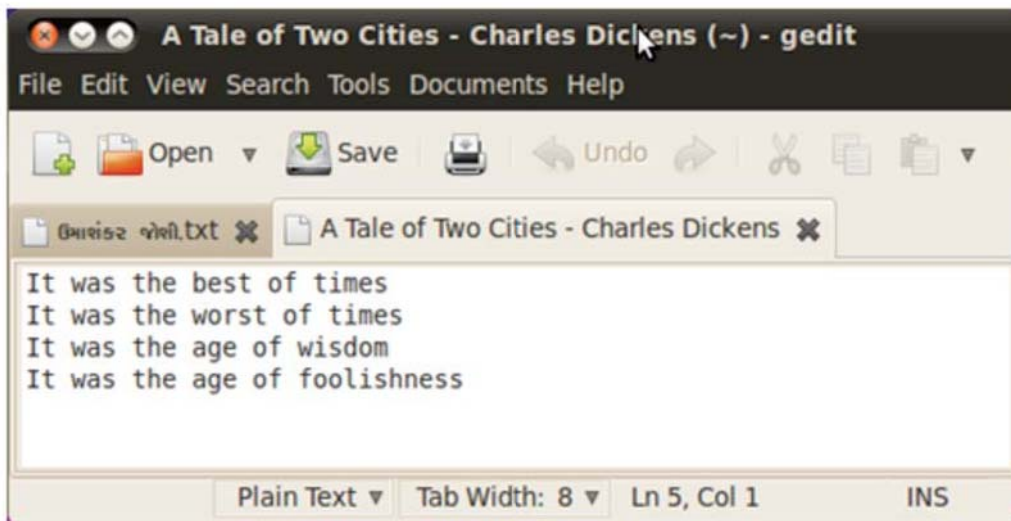 A Tale of Two Cities - Charles Dickens (~) - gedit
File Edit View Search Tools Documents Help
Open Save Undo
ઉમાશંકર જોશી.txt A Tale of Two Cities - Charles Dickens
It was the best of times
It was the worst of times
It was the age of wisdom
It was the age of foolishness
Plain Text Tab Width: 8 Ln 5, Col 1 INS